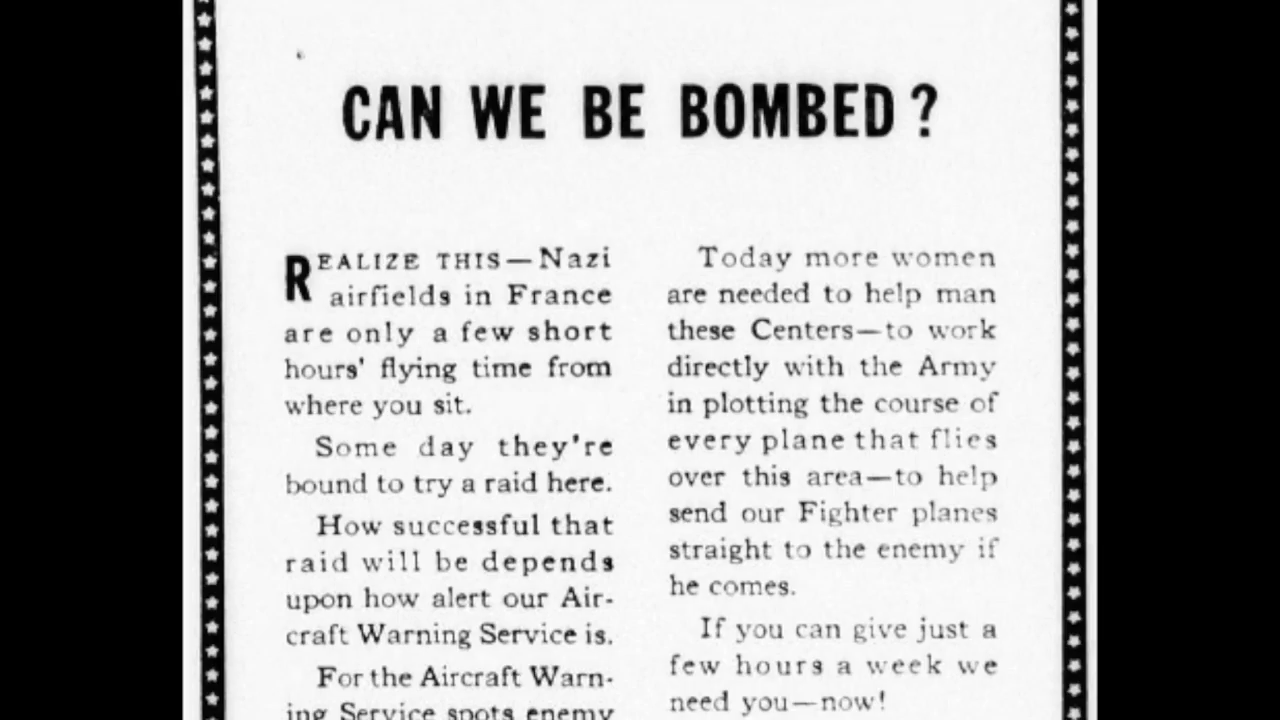 CAN WE BE BOMBED?
REALIZE THIS—Nazi
airfields in France
are only a few short
hours' flying time from
where you sit.
Some day they're
bound to try a raid here.
How successful that
raid will be depends
upon how alert our Air-
craft Warning Service is.
For the Aircraft Warn-
ing Service spots enemy
Today more women
are needed to help man
these Centers—to work
directly with the Army
in plotting the course of
every plane that flies
over this area—to help
send our Fighter planes
straight to the enemy if
he comes.
If you can give just a
few hours a week we
need you—now!